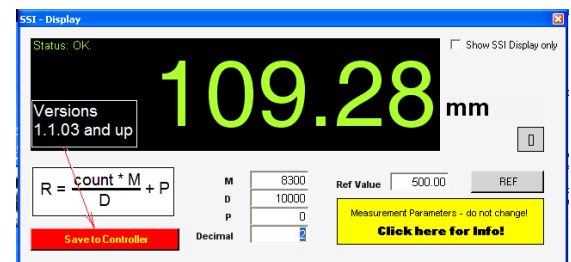 SSI - Display
Status: OK.
Show SSI Display only
109.28 mm
Versions
1.1.03 and up
R = count * M / D + P
M 8300
D 10000
P 0
Decimal 2
Ref Value 500.00 REF
Measurement Parameters - do not change!
Click here for Info!
Save to Controller